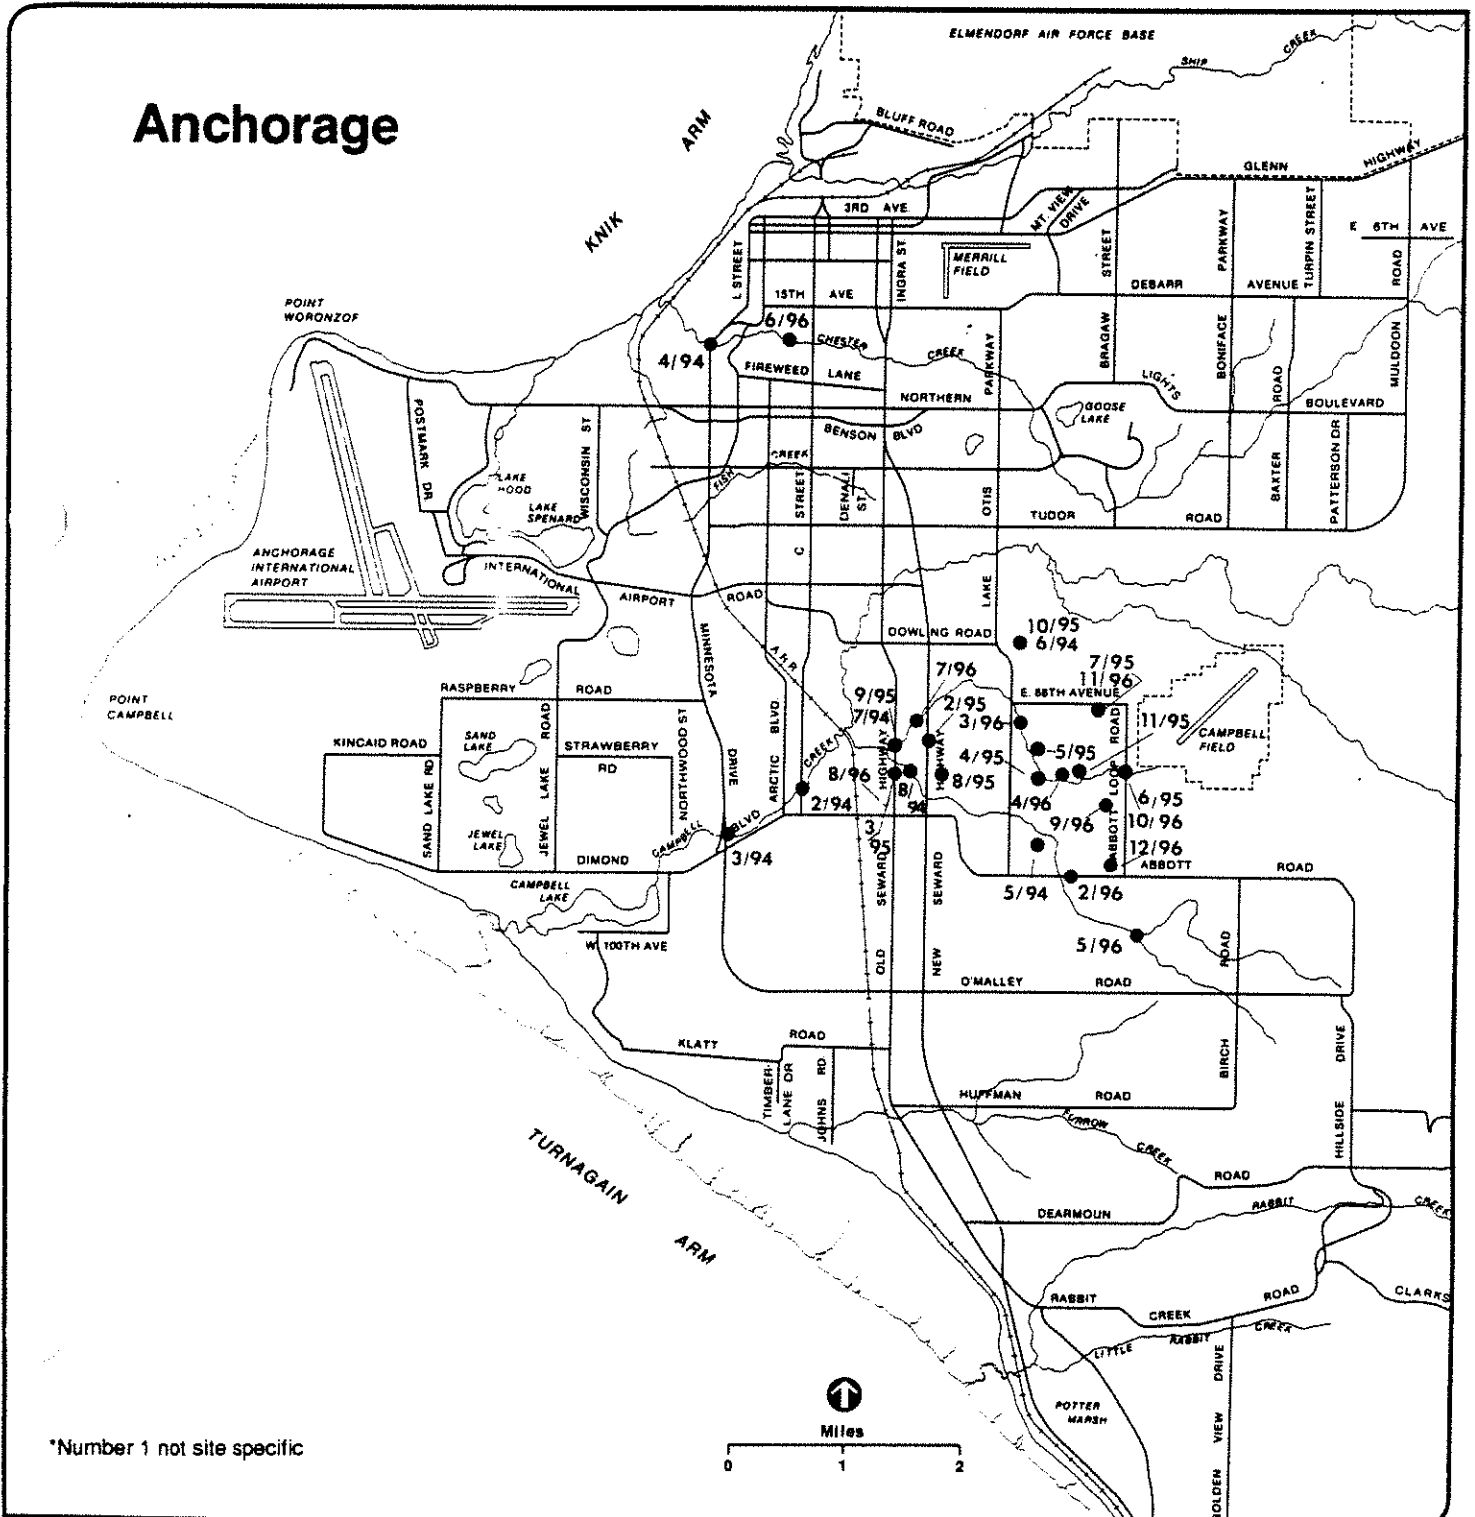 Anchorage
ELMENDORF AIR FORCE BASE
SHIP
CREEK
KNIK
ARM
BLUFF ROAD
GLENN
HIGHWAY
3RD AVE
MT. VIEW
DRIVE
E 6TH AVE
L STREET
INGRA ST
MERRILL
FIELD
STREET
PARKWAY
TURPIN STREET
ROAD
DEBARR
AVENUE
15TH AVE
6/96
4/94
CHESTER
CREEK
POINT
WORONZOF
FIREWEED LANE
PARKWAY
BRAGAW
BONIFACE
ROAD
MULDOON
NORTHERN
LIGHTS
BOULEVARD
BENSON BLVD
GOOSE
LAKE
POSTMARK DR
WISCONSIN ST
LAKE
HOOD
LAKE
SPENARD
FISH
CREEK
C STREET
DENALI
ST
OTIS
LAKE
BAXTER
PATTERSON DR
TUDOR
ROAD
ANCHORAGE
INTERNATIONAL
AIRPORT
INTERNATIONAL
AIRPORT
ROAD
DOWLING ROAD
10/95
6/94
MINNESOTA
DRIVE
A.R.R.
7/96
7/95
11/96
E. 68TH AVENUE
RASPBERRY
ROAD
POINT
CAMPBELL
9/95
7/94
2/95
3/96
11/95
CAMPBELL
FIELD
KINCAID ROAD
SAND
LAKE
STRAWBERRY
RD
NORTHWOOD ST
ARCTIC BLVD
CREEK
HIGHWAY
HIGHWAY
4/95
5/95
8/96
8/95
8/
94
2/94
4/96
9/96
6/95
10/96
12/96
ABBOTT LOOP ROAD
SAND LAKE RD
JEWEL
LAKE
JEWEL LAKE ROAD
DIMOND
CAMPBELL
BLVD
3/94
3
95
ABBOTT
ROAD
5/94
2/96
CAMPBELL
LAKE
OLD SEWARD
NEW SEWARD
5/96
W. 100TH AVE
O'MALLEY
ROAD
BIRCH
ROAD
KLATT
ROAD
TIMBER-
LANE DR
JOHNS RD
HILLSIDE DRIVE
HUFFMAN
ROAD
FURROW
CREEK
TURNAGAIN
ARM
ROAD
DEARMOUN
RABBIT
CREEK
RABBIT
CREEK
ROAD
CLARKS
LITTLE
RABBIT
CREEK
POTTER
MARSH
GOLDEN VIEW DRIVE
Miles
0 1 2
*Number 1 not site specific